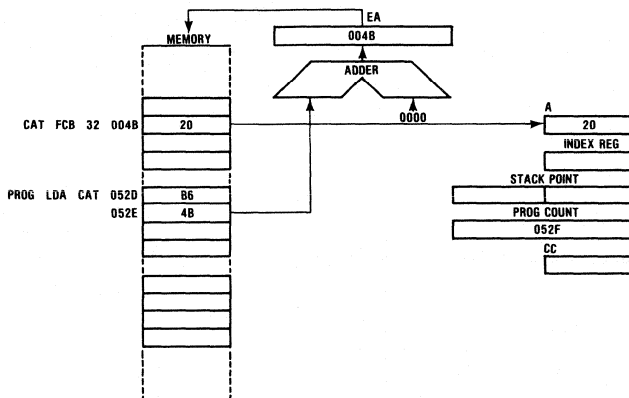 EA
MEMORY
004B
ADDER
0000
A
CAT FCB 32 004B
20
20
INDEX REG
STACK POINT
PROG LDA CAT 052D
B6
PROG COUNT
052E
4B
052F
CC